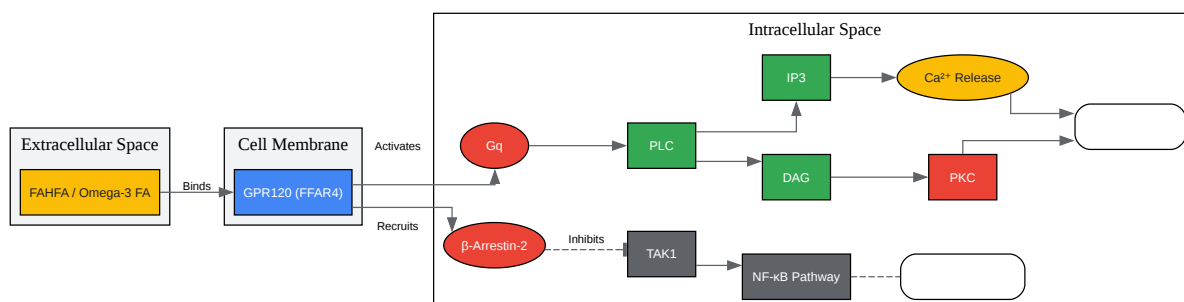 Intracellular Space
IP3
Ca²⁺ Release
Extracellular Space
Cell Membrane
Activates
Gq
PLC
FAHFA / Omega-3 FA
Binds
GPR120 (FFAR4)
DAG
PKC
Recruits
β-Arrestin-2
Inhibits
TAK1
NF-κB Pathway